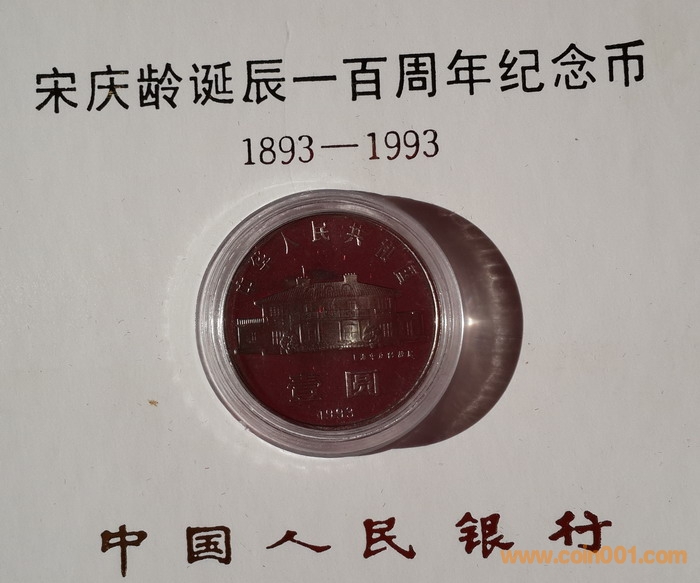 宋庆龄诞辰一百周年纪念币
1893—1993
中华人民共和国
壹圆
1993
中国人民银行
www.coin001.com